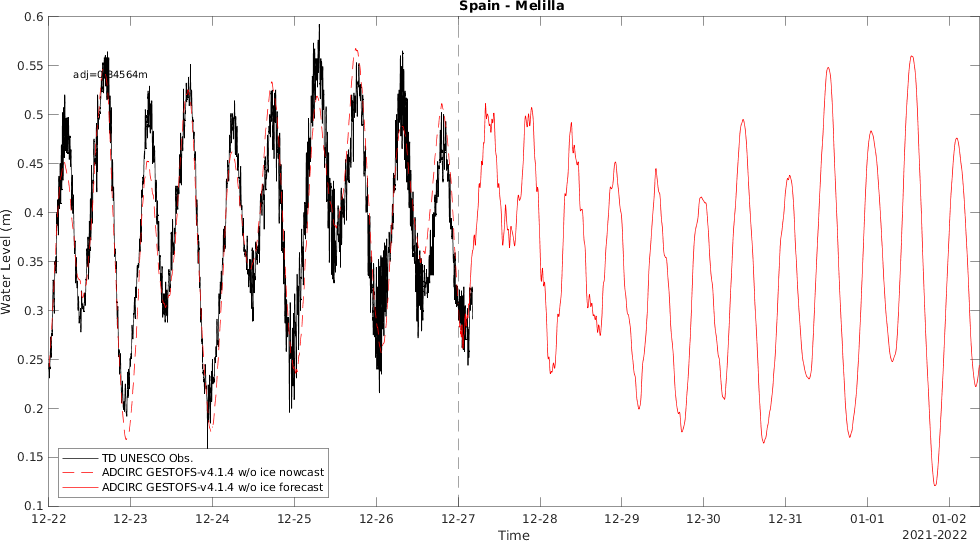 Spain - Melilla
0.6
0.55
0.5
0.45
0.4
0.35
0.3
0.25
0.2
0.15
0.1
Water Level (m)
adj=0.34564m
TD UNESCO Obs.
ADCIRC GESTOFS-v4.1.4 w/o ice nowcast
ADCIRC GESTOFS-v4.1.4 w/o ice forecast
12-22 12-23 12-24 12-25 12-26 12-27 12-28 12-29 12-30 12-31 01-01 01-02
Time
2021-2022